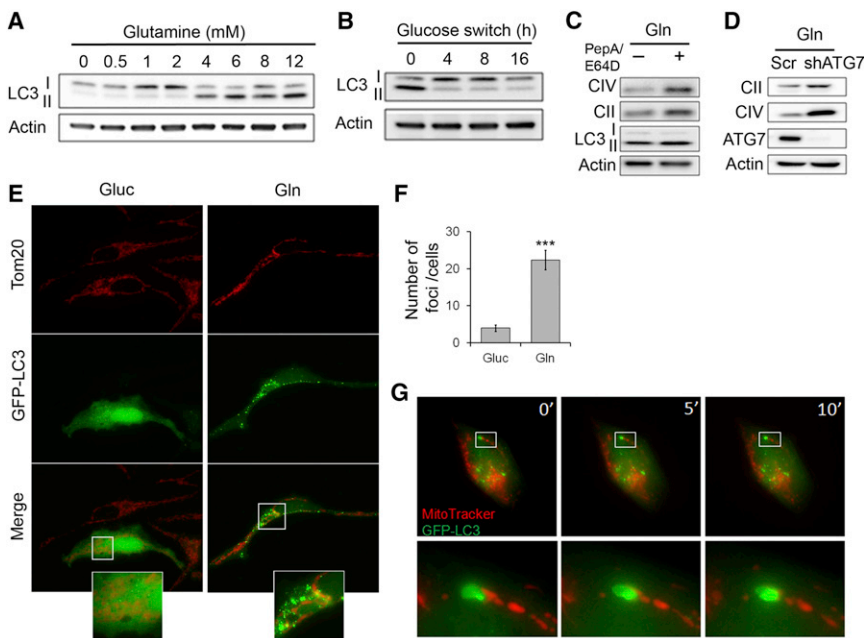 A
Glutamine (mM)
0 0.5 1 2 4 6 8 12
LC3 I
II
Actin
B
Glucose switch (h)
0 4 8 16
LC3 I
II
Actin
C
Gln
PepA/
E64D − +
CIV
CII
LC3 I
II
Actin
D
Gln
Scr shATG7
CII
CIV
ATG7
Actin
E
Gluc Gln
Tom20
GFP-LC3
Merge
F
Number of
foci /cells
30
20
10
0
***
Gluc Gln
G
0' 5' 10'
MitoTracker
GFP-LC3